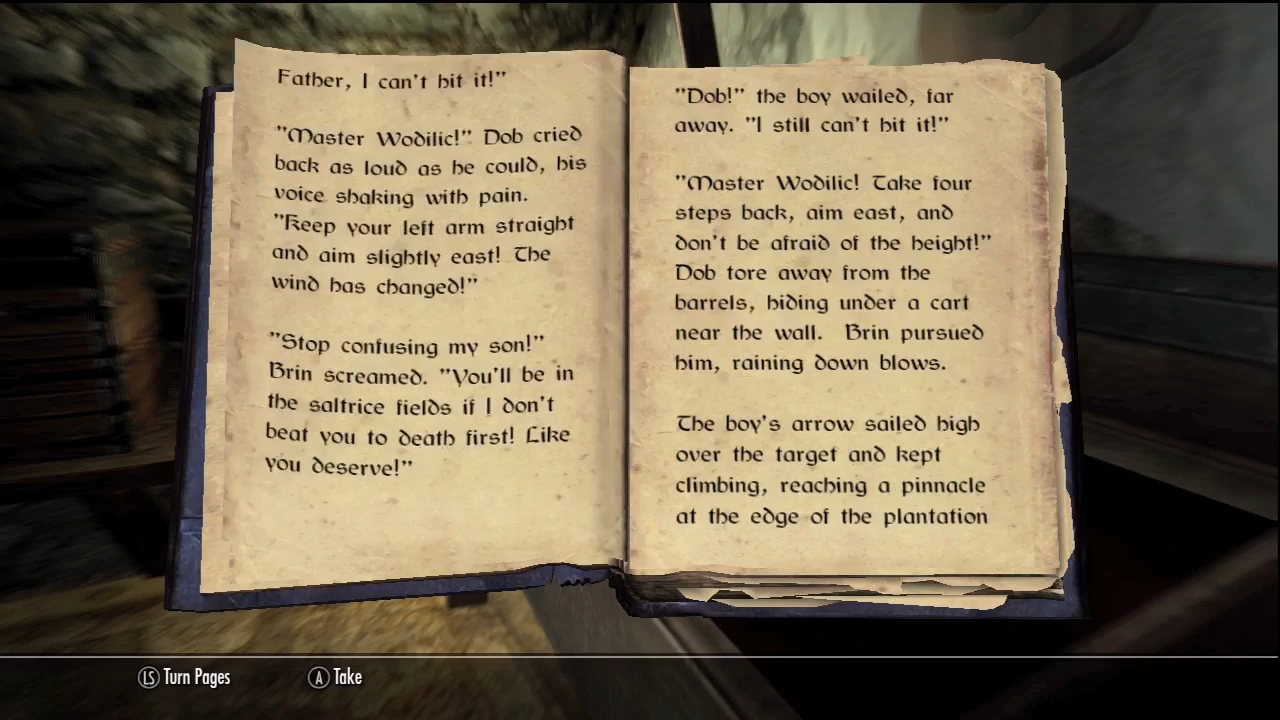 Father, I can't hit it!"
"Master Wodilic!" Dob cried
back as loud as he could, his
voice shaking with pain.
"Keep your left arm straight
and aim slightly east! The
wind has changed!"
"Stop confusing my son!"
Brin screamed. "You'll be in
the saltrice fields if I don't
beat you to death first! Like
you deserve!"
"Dob!" the boy wailed, far
away. "I still can't hit it!"
"Master Wodilic! Take four
steps back, aim east, and
don't be afraid of the height!"
Dob tore away from the
barrels, hiding under a cart
near the wall. Brin pursued
him, raining down blows.
The boy's arrow sailed high
over the target and kept
climbing, reaching a pinnacle
at the edge of the plantation
LS Turn Pages
A Take